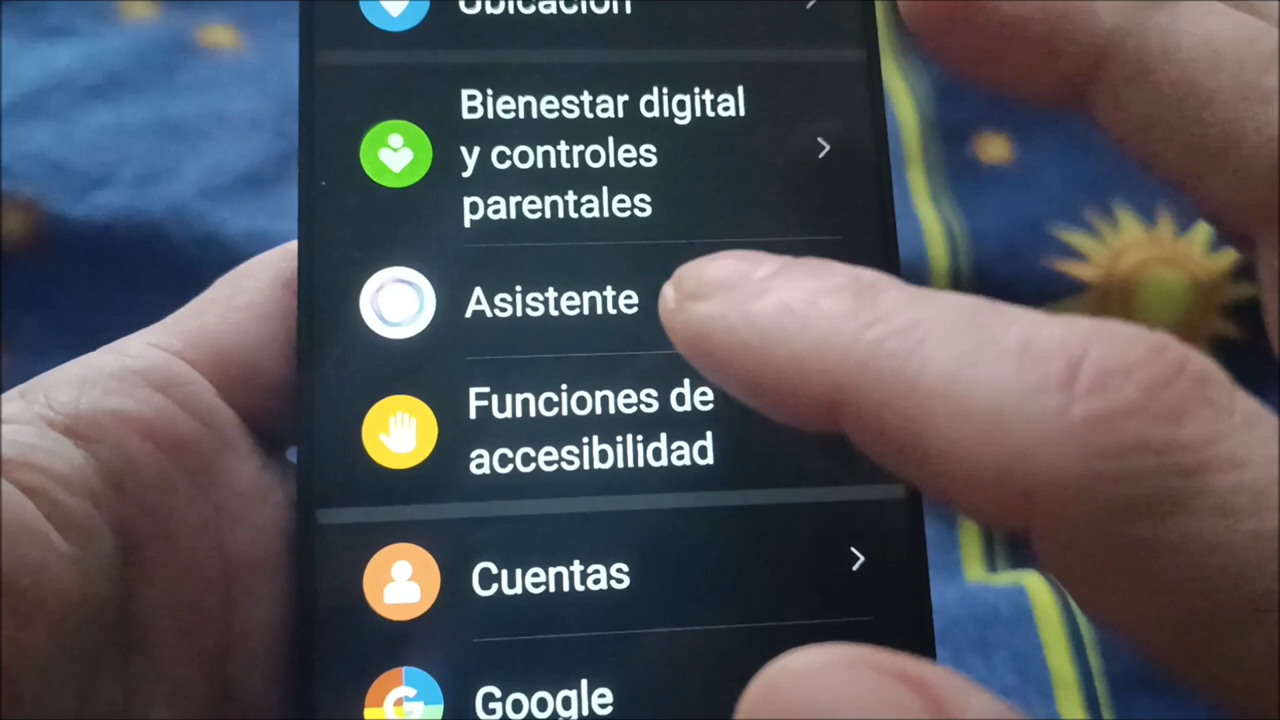 Ubicación
Bienestar digital
y controles
parentales
Asistente
Funciones de
accesibilidad
Cuentas
Google